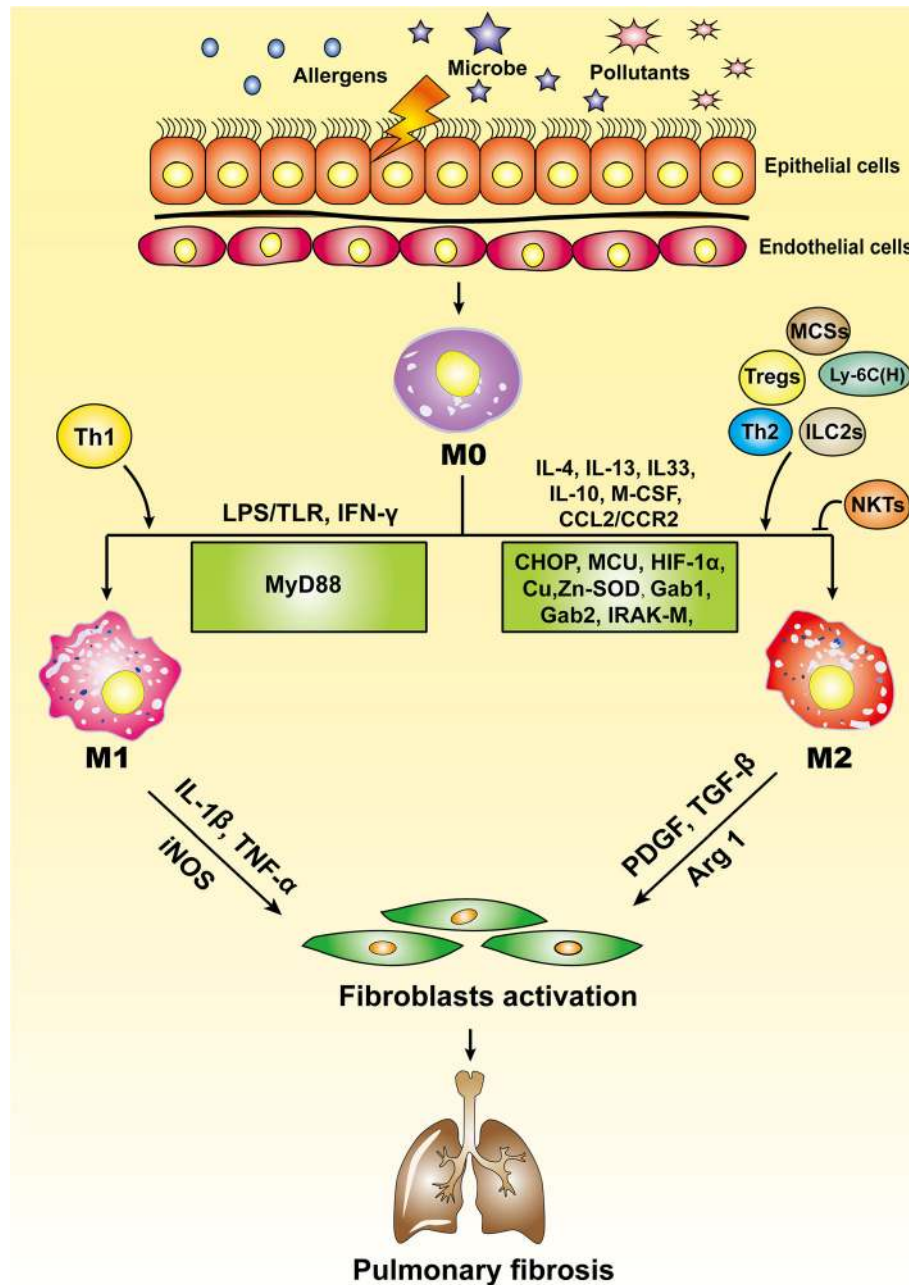 Allergens
Microbe
Pollutants
Epithelial cells
Endothelial cells
MCSs
Tregs
Ly-6C(H)
Th2
ILC2s
NKTs
Th1
M0
LPS/TLR, IFN-γ
IL-4, IL-13, IL33,
IL-10, M-CSF,
CCL2/CCR2
MyD88
CHOP, MCU, HIF-1α,
Cu,Zn-SOD, Gab1,
Gab2, IRAK-M,
M1
M2
IL-1β, TNF-α
iNOS
PDGF, TGF-β
Arg 1
Fibroblasts activation
Pulmonary fibrosis